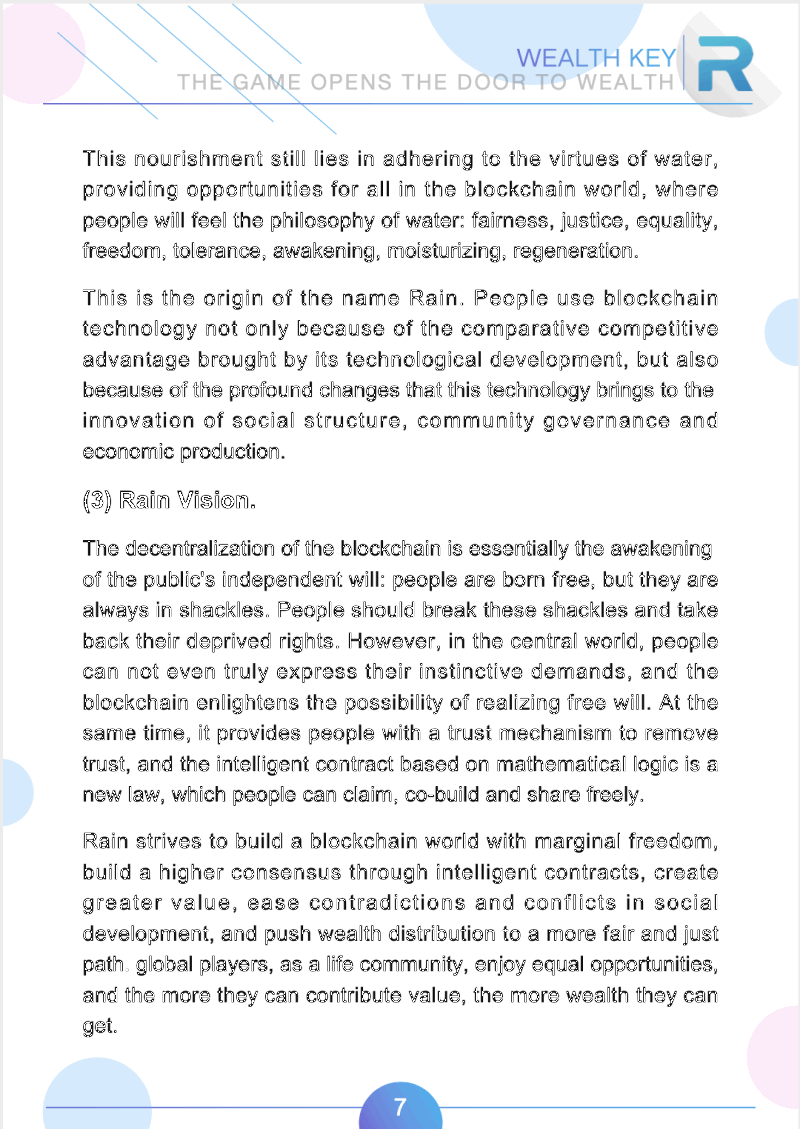 WEALTH KEY
THE GAME OPENS THE DOOR TO WEALTH
R
This nourishment still lies in adhering to the virtues of water,
providing opportunities for all in the blockchain world, where
people will feel the philosophy of water: fairness, justice, equality,
freedom, tolerance, awakening, moisturizing, regeneration.
This is the origin of the name Rain. People use blockchain
technology not only because of the comparative competitive
advantage brought by its technological development, but also
because of the profound changes that this technology brings to the
innovation of social structure, community governance and
economic production.
(3) Rain Vision.
The decentralization of the blockchain is essentially the awakening
of the public's independent will: people are born free, but they are
always in shackles. People should break these shackles and take
back their deprived rights. However, in the central world, people
can not even truly express their instinctive demands, and the
blockchain enlightens the possibility of realizing free will. At the
same time, it provides people with a trust mechanism to remove
trust, and the intelligent contract based on mathematical logic is a
new law, which people can claim, co-build and share freely.
Rain strives to build a blockchain world with marginal freedom,
build a higher consensus through intelligent contracts, create
greater value, ease contradictions and conflicts in social
development, and push wealth distribution to a more fair and just
path. global players, as a life community, enjoy equal opportunities,
and the more they can contribute value, the more wealth they can
get.
7